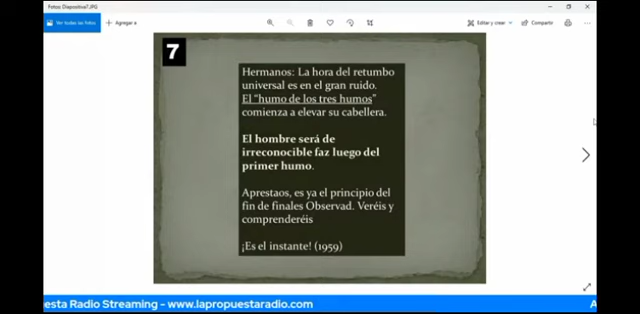 Fotos: Diapositiva7.JPG
Ver todas las fotos
Agregar a
Editar y crear
Compartir
7
Hermanos: La hora del retumbo
universal es en el gran ruido.
El “humo de los tres humos”
comienza a elevar su cabellera.
El hombre será de
irreconocible faz luego del
primer humo.
Aprestaos, es ya el principio del
fin de finales Observad. Veréis y
comprenderéis
¡Es el instante! (1959)
esta Radio Streaming - www.lapropuestaradio.com